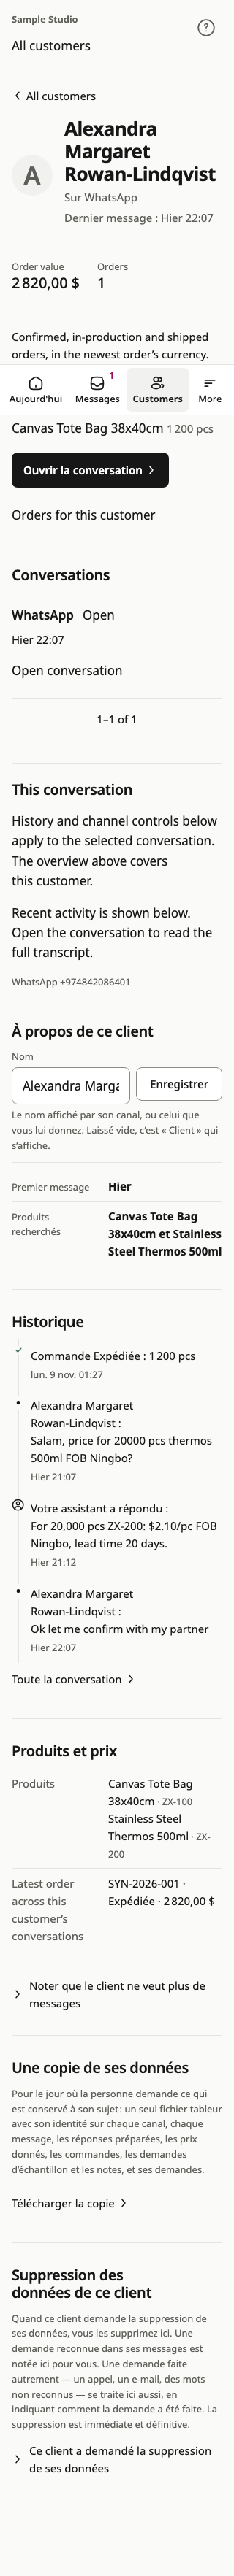 Sample Studio
All customers
All customers
Alexandra
Margaret
Rowan-Lindqvist
A
Sur WhatsApp
Dernier message : Hier 22:07
Order value
Orders
2 820,00 $
1
Confirmed, in-production and shipped
orders, in the newest order's currency.
1
Aujourd'hui
Messages
Customers
More
Canvas Tote Bag 38x40cm 1 200 pcs
Ouvrir la conversation
Orders for this customer
Conversations
WhatsApp Open
Hier 22:07
Open conversation
1–1 of 1
This conversation
History and channel controls below
apply to the selected conversation.
The overview above covers
this customer.
Recent activity is shown below.
Open the conversation to read the
full transcript.
WhatsApp +974842086401
À propos de ce client
Nom
Alexandra Marga
Enregistrer
Le nom affiché par son canal, ou celui que
vous lui donnez. Laissé vide, c'est « Client » qui
s'affiche.
Premier message
Hier
Produits
recherchés
Canvas Tote Bag
38x40cm et Stainless
Steel Thermos 500ml
Historique
Commande Expédiée : 1 200 pcs
lun. 9 nov. 01:27
Alexandra Margaret
Rowan-Lindqvist :
Salam, price for 20000 pcs thermos
500ml FOB Ningbo?
Hier 21:07
Votre assistant a répondu :
For 20,000 pcs ZX-200: $2.10/pc FOB
Ningbo, lead time 20 days.
Hier 21:12
Alexandra Margaret
Rowan-Lindqvist :
Ok let me confirm with my partner
Hier 22:07
Toute la conversation
Produits et prix
Produits
Canvas Tote Bag
38x40cm · ZX-100
Stainless Steel
Thermos 500ml · ZX-
200
Latest order
across this
customer's
conversations
SYN-2026-001 ·
Expédiée · 2 820,00 $
Noter que le client ne veut plus de
messages
Une copie de ses données
Pour le jour où la personne demande ce qui
est conservé à son sujet : un seul fichier tableur
avec son identité sur chaque canal, chaque
message, les réponses préparées, les prix
donnés, les commandes, les demandes
d'échantillon et les notes, et ses demandes.
Télécharger la copie
Suppression des
données de ce client
Quand ce client demande la suppression de
ses données, vous les supprimez ici. Une
demande reconnue dans ses messages est
notée ici pour vous. Une demande faite
autrement — un appel, un e-mail, des mots
non reconnus — se traite ici aussi, en
indiquant comment la demande a été faite. La
suppression est immédiate et définitive.
Ce client a demandé la suppression
de ses données